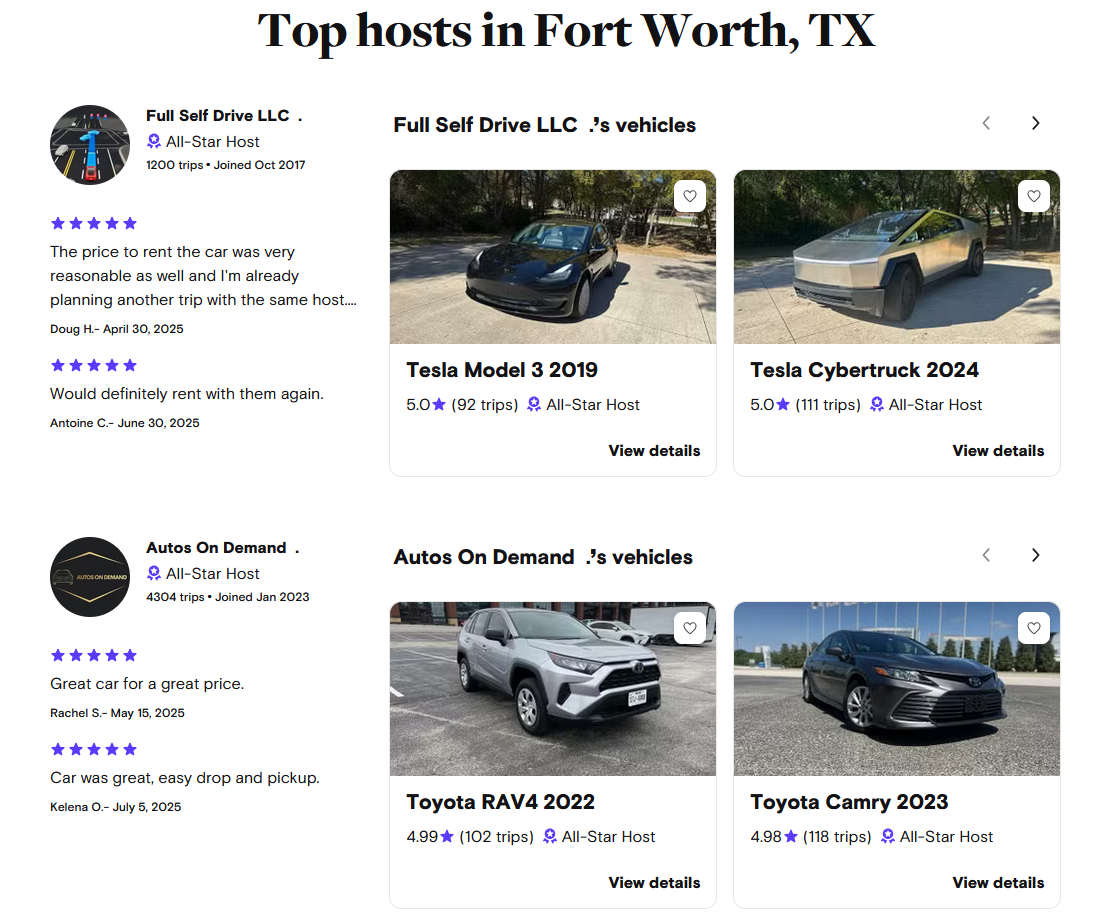 Top hosts in Fort Worth, TX
Full Self Drive LLC .
All-Star Host
1200 trips • Joined Oct 2017
The price to rent the car was very
reasonable as well and I'm already
planning another trip with the same host....
Doug H.– April 30, 2025
Would definitely rent with them again.
Antoine C.– June 30, 2025
Full Self Drive LLC .’s vehicles
Tesla Model 3 2019
5.0★ (92 trips) All-Star Host
View details
Tesla Cybertruck 2024
5.0★ (111 trips) All-Star Host
View details
AUTOS ON DEMAND
Autos On Demand .
All-Star Host
4304 trips • Joined Jan 2023
Great car for a great price.
Rachel S.– May 15, 2025
Car was great, easy drop and pickup.
Kelena O.– July 5, 2025
Autos On Demand .’s vehicles
Toyota RAV4 2022
4.99★ (102 trips) All-Star Host
View details
Toyota Camry 2023
4.98★ (118 trips) All-Star Host
View details